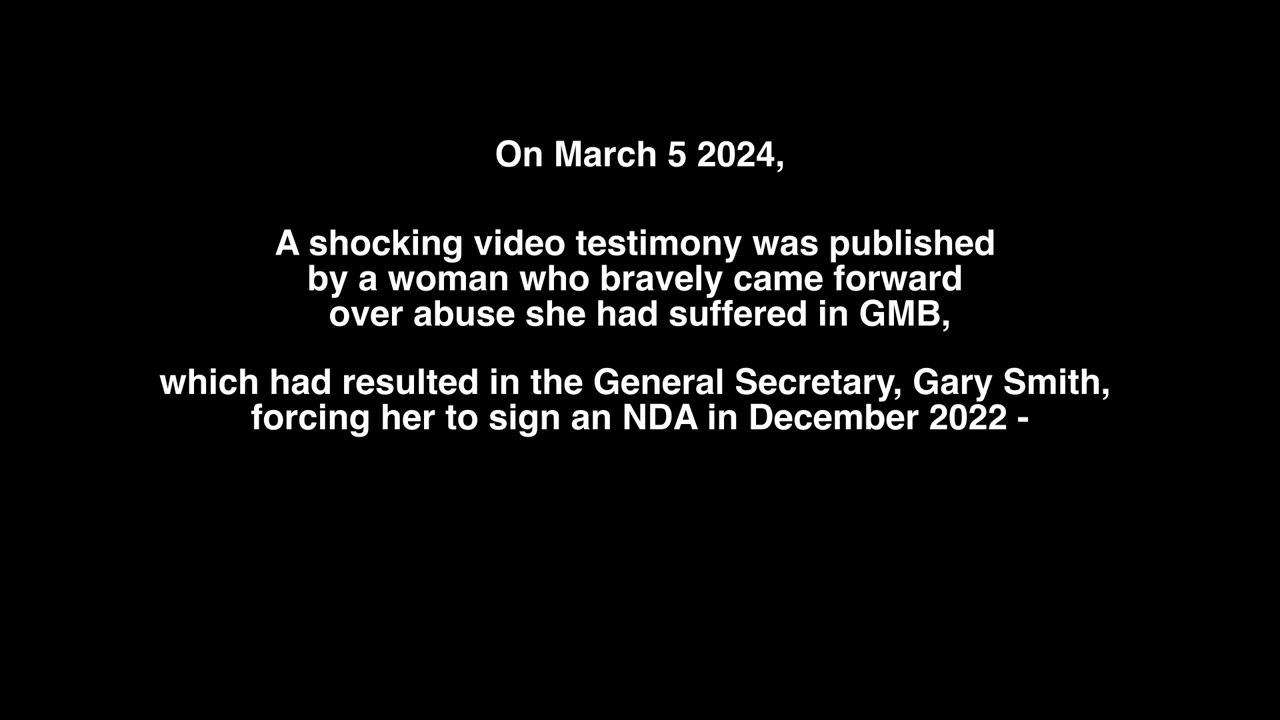 On March 5 2024,
A shocking video testimony was published
by a woman who bravely came forward
over abuse she had suffered in GMB,
which had resulted in the General Secretary, Gary Smith,
forcing her to sign an NDA in December 2022 -